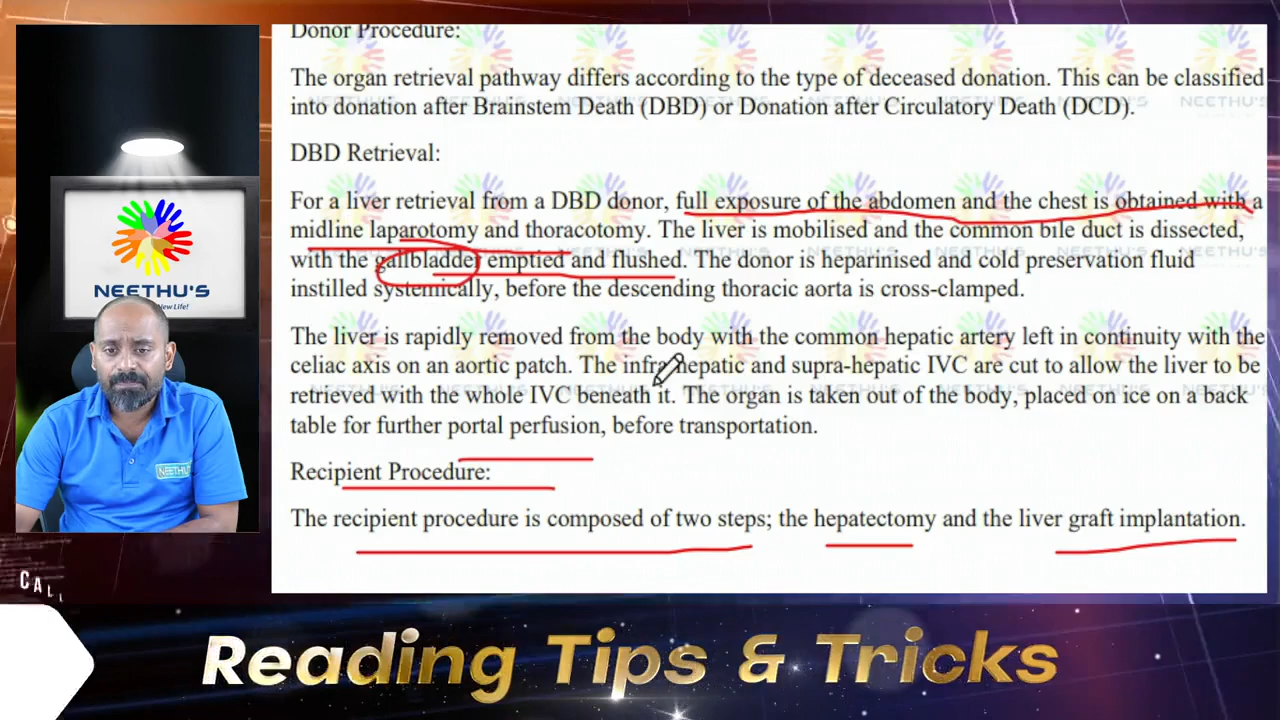 Donor Procedure:
The organ retrieval pathway differs according to the type of deceased donation. This can be classified
into donation after Brainstem Death (DBD) or Donation after Circulatory Death (DCD).
DBD Retrieval:
For a liver retrieval from a DBD donor, full exposure of the abdomen and the chest is obtained with a
midline laparotomy and thoracotomy. The liver is mobilised and the common bile duct is dissected,
with the gallbladder emptied and flushed. The donor is heparinised and cold preservation fluid
instilled systemically, before the descending thoracic aorta is cross-clamped.
The liver is rapidly removed from the body with the common hepatic artery left in continuity with the
celiac axis on an aortic patch. The infra-hepatic and supra-hepatic IVC are cut to allow the liver to be
retrieved with the whole IVC beneath it. The organ is taken out of the body, placed on ice on a back
table for further portal perfusion, before transportation.
Recipient Procedure:
The recipient procedure is composed of two steps; the hepatectomy and the liver graft implantation.
NEETHU'S
New Life!
NEETHU'S
CALL
Reading Tips & Tricks